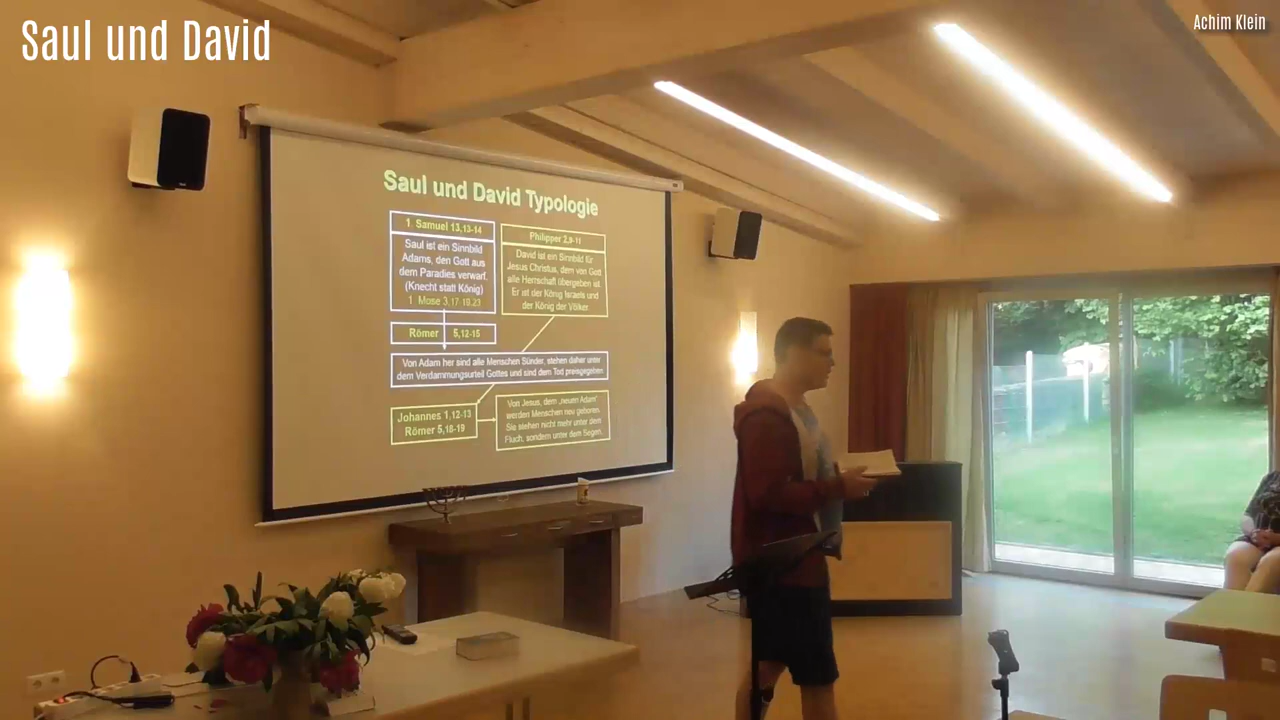 Saul und David
Achim Klein
Saul und David Typologie
1 Samuel 13,13-14
Saul ist ein Sinnbild
Adams, den Gott aus
dem Paradies verwarf.
(Knecht statt König)
1 Mose 3,17-19.23
Philipper 2,9-11
David ist ein Sinnbild für
Jesus Christus, dem von Gott
alle Herrschaft übergeben ist.
Er ist der König Israels und
der König der Völker.
Römer 5,12-15
Von Adam her sind alle Menschen Sünder, stehen daher unter
dem Verdammungsurteil Gottes und sind dem Tod preisgegeben.
Johannes 1,12-13
Römer 5,18-19
Von Jesus, dem „neuen Adam"
werden Menschen neu geboren.
Sie stehen nicht mehr unter dem
Fluch, sondern unter dem Segen.